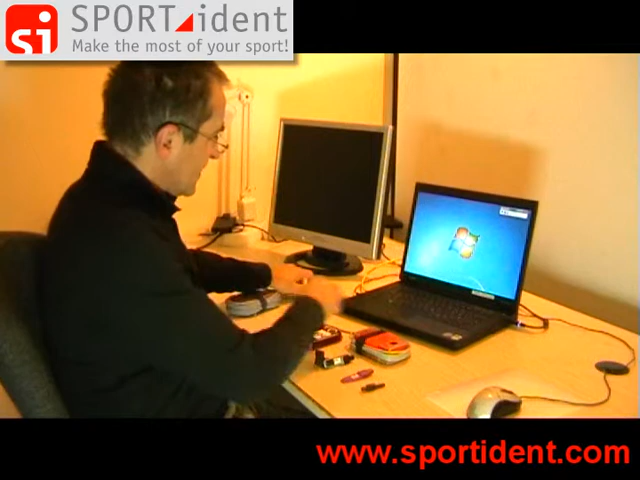 si SPORTident
Make the most of your sport!
www.sportident.com